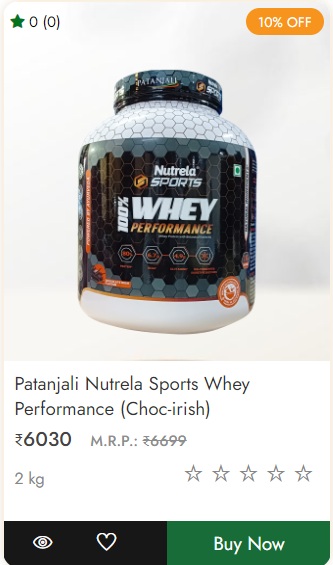 0 (0)
10% OFF
PATANJALI
Nutrela
SPORTS
100%
WHEY
PERFORMANCE
Patanjali Nutrela Sports Whey
Performance (Choc-irish)
₹6030 M.R.P.: ₹6699
2 kg
Buy Now